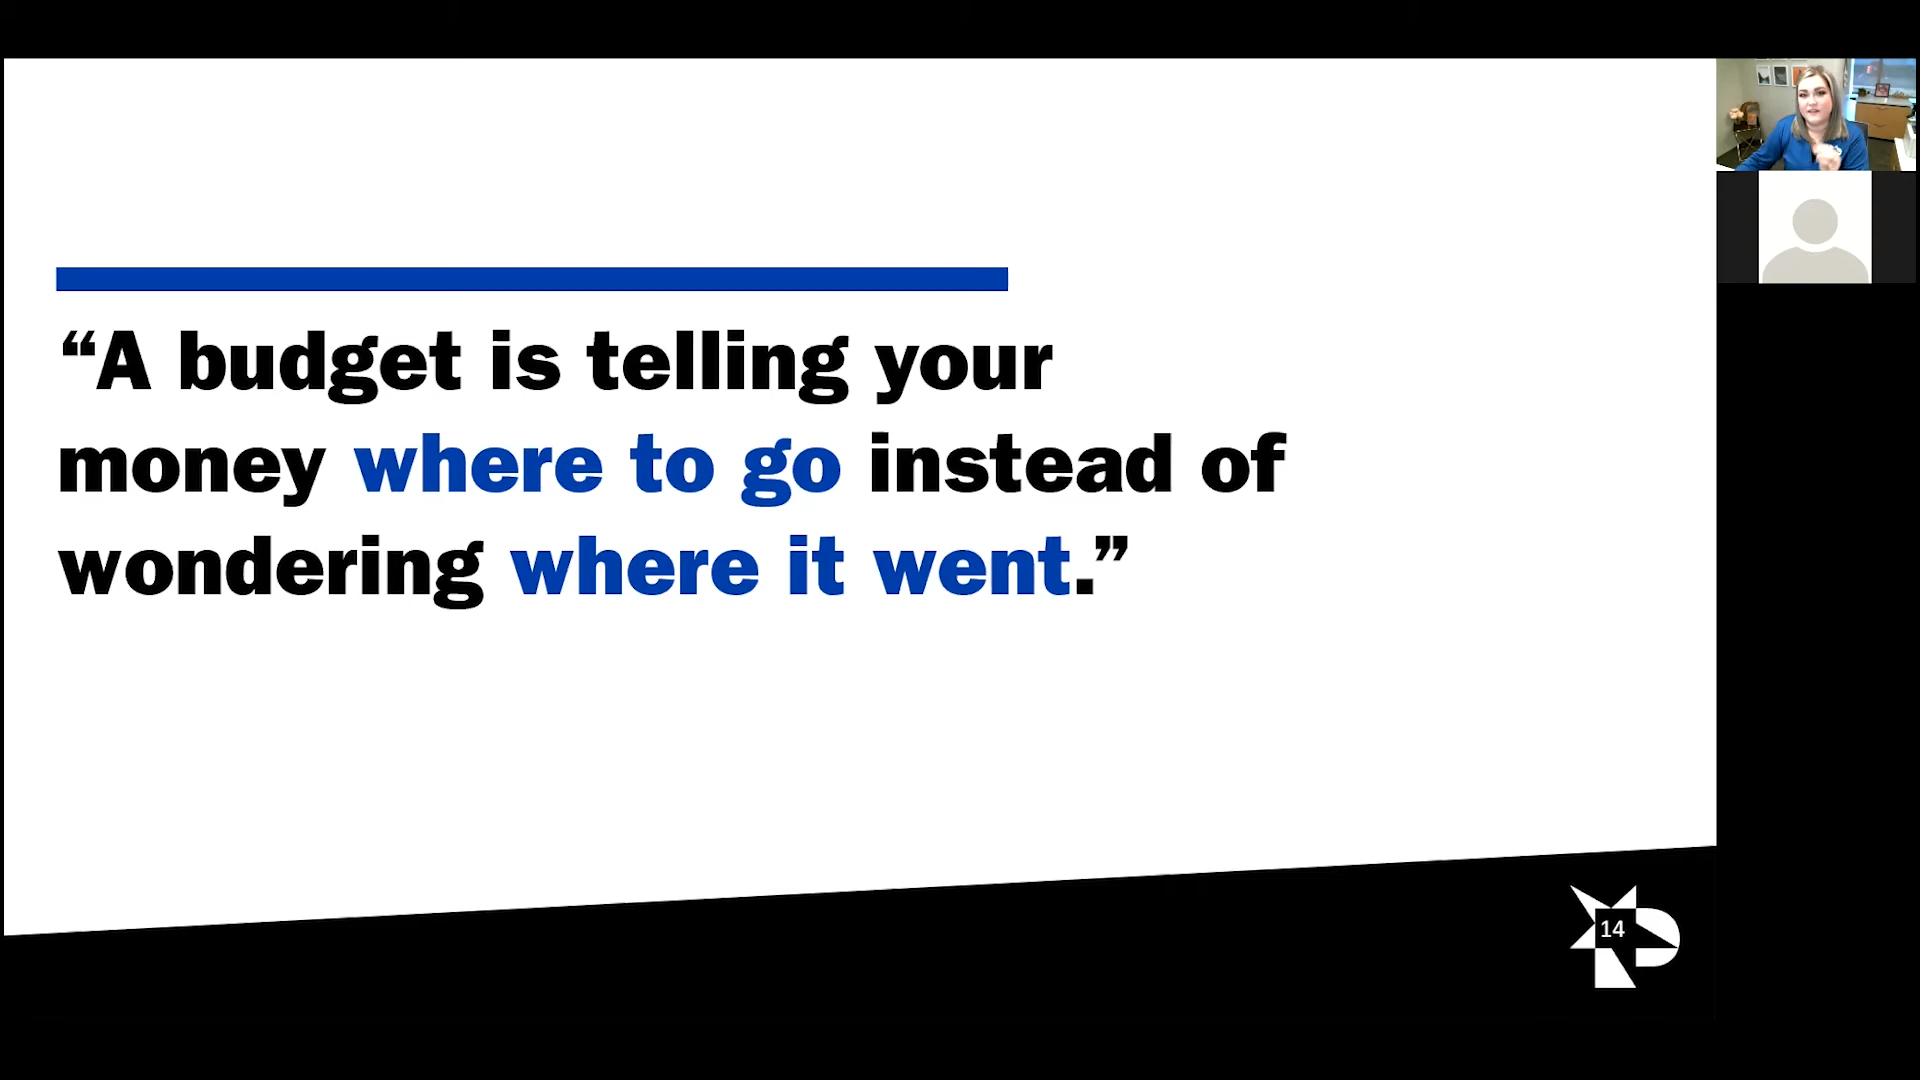 “A budget is telling your
money where to go instead of
wondering where it went.”
14